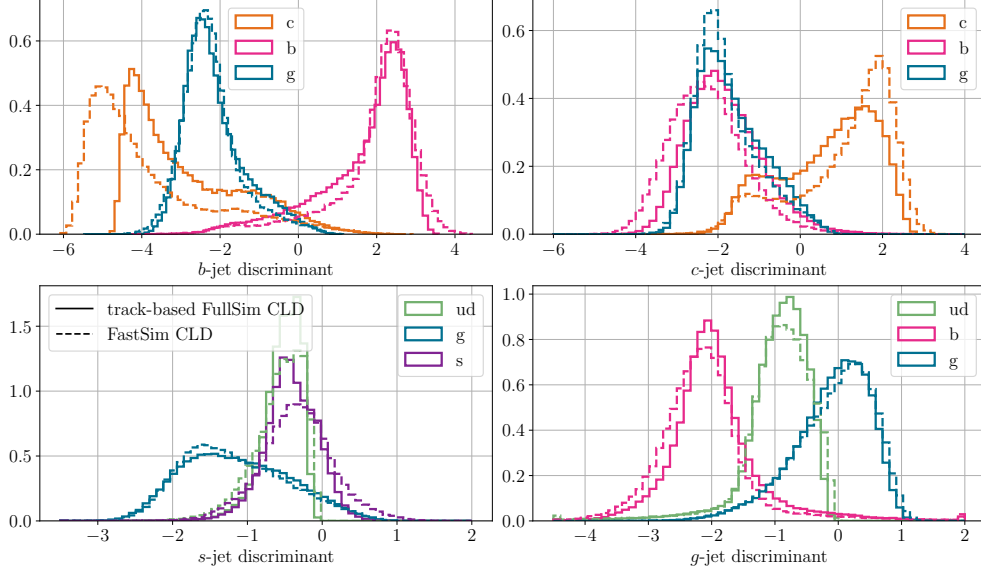 0.6
0.4
0.2
0.0
c
b
g
−6
−4
−2
0
2
4
b-jet discriminant
0.6
0.4
0.2
0.0
c
b
g
−6
−4
−2
0
2
4
c-jet discriminant
1.5
1.0
0.5
0.0
track-based FullSim CLD
FastSim CLD
ud
g
s
−3
−2
−1
0
1
2
s-jet discriminant
1.0
0.8
0.6
0.4
0.2
0.0
ud
b
g
−4
−3
−2
−1
0
1
2
g-jet discriminant